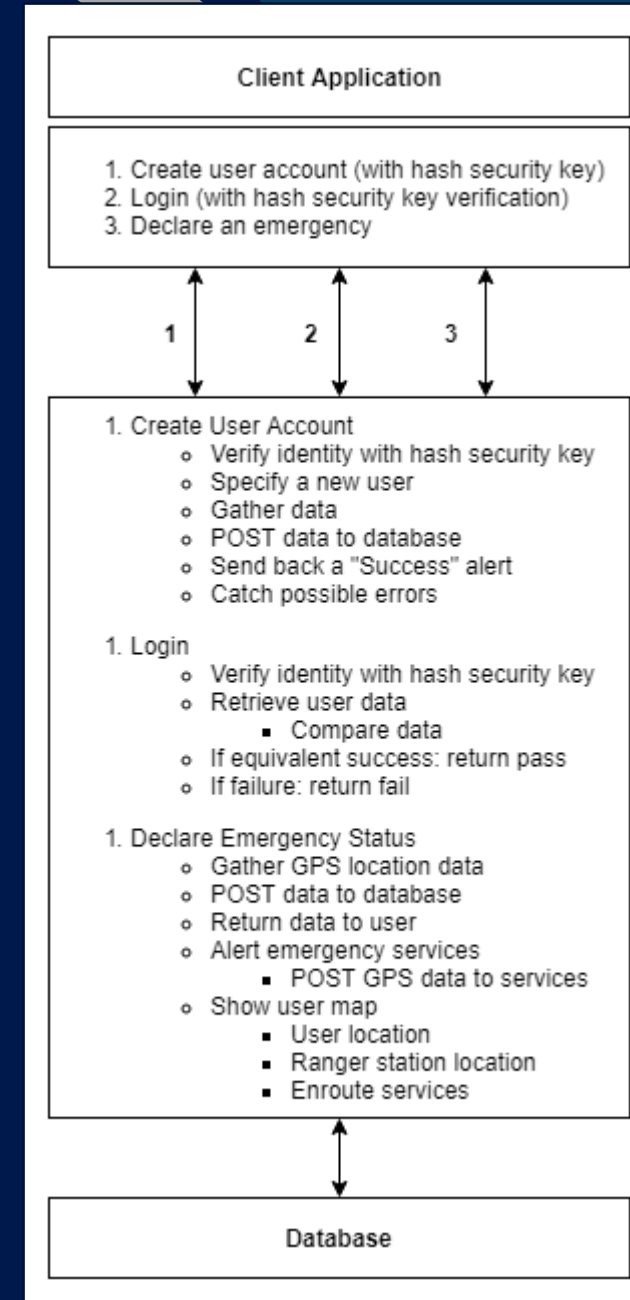 Client Application
1. Create user account (with hash security key)
2. Login (with hash security key verification)
3. Declare an emergency
1 2 3
1. Create User Account
Verify identity with hash security key
Specify a new user
Gather data
POST data to database
Send back a "Success" alert
Catch possible errors
1. Login
Verify identity with hash security key
Retrieve user data
Compare data
If equivalent success: return pass
If failure: return fail
1. Declare Emergency Status
Gather GPS location data
POST data to database
Return data to user
Alert emergency services
POST GPS data to services
Show user map
User location
Ranger station location
Enroute services
Database